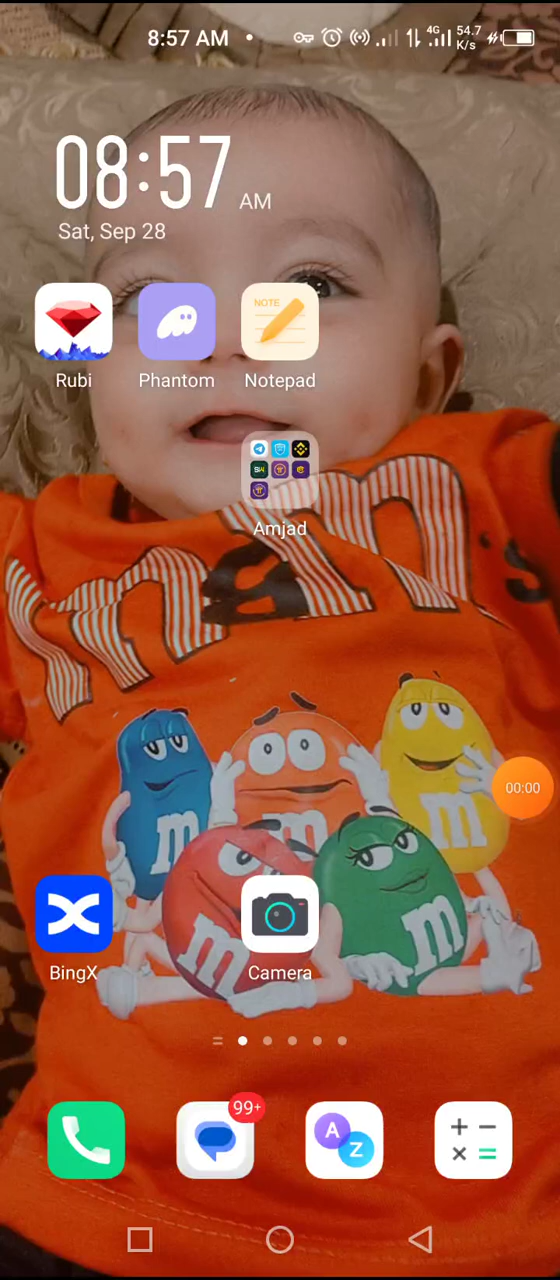 8:57 AM
4G
54.7
K/s
08:57 AM
Sat, Sep 28
NOTE
Rubi
Phantom
Notepad
Amjad
m&m's
m
m
m
m
m
00:00
BingX
Camera
99+
A
Z